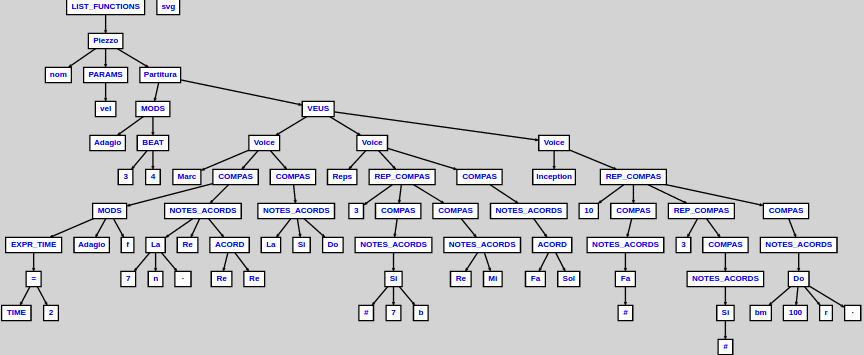 LIST_FUNCTIONS svg
Piezzo
nom PARAMS Partitura
vel MODS VEUS
Adagio BEAT Voice Voice Voice
3 4 Marc COMPAS COMPAS Reps REP_COMPAS COMPAS Inception REP_COMPAS
MODS NOTES_ACORDS NOTES_ACORDS 3 COMPAS COMPAS NOTES_ACORDS 10 COMPAS REP_COMPAS COMPAS
EXPR_TIME Adagio f La Re ACORD La Si Do NOTES_ACORDS NOTES_ACORDS ACORD NOTES_ACORDS 3 COMPAS NOTES_ACORDS
= 7 n · Re Re Si Re Mi Fa Sol Fa NOTES_ACORDS Do
TIME 2 # 7 b # Si bm 100 r ·
#